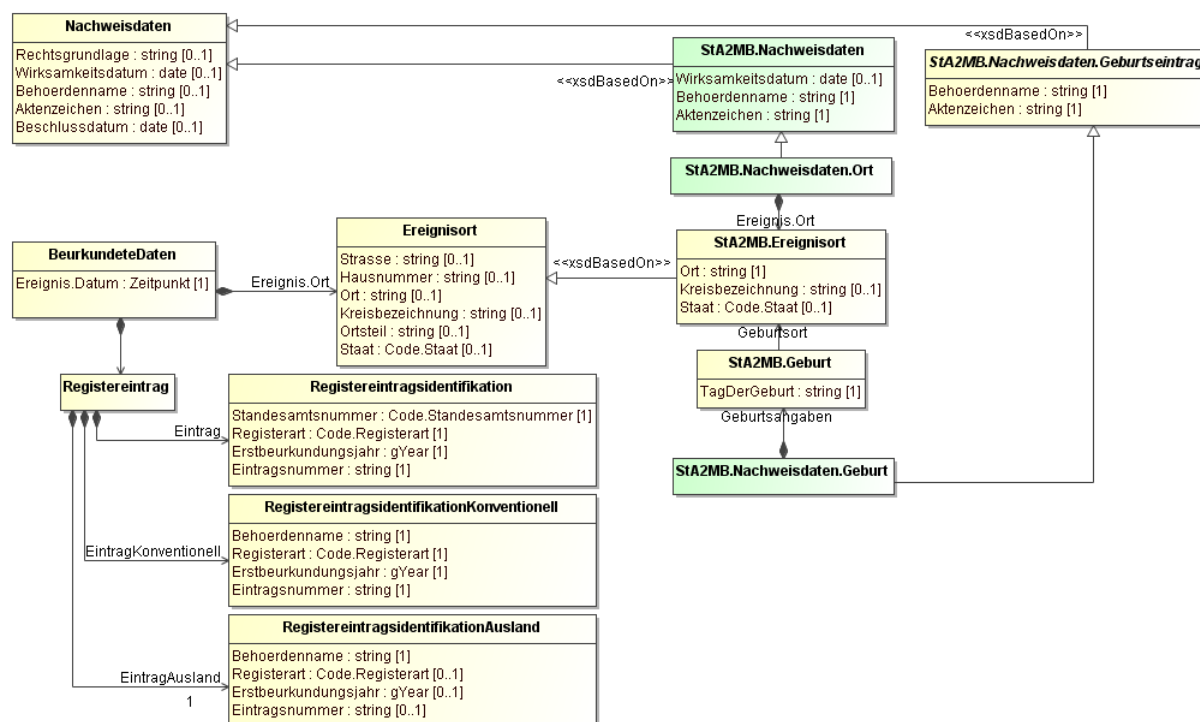 Nachweisdaten
Rechtsgrundlage : string [0..1]
Wirksamkeitsdatum : date [0..1]
Behoerdenname : string [0..1]
Aktenzeichen : string [0..1]
Beschlussdatum : date [0..1]
<<xsdBasedOn>>
StA2MB.Nachweisdaten
Wirksamkeitsdatum : date [0..1]
Behoerdenname : string [1]
Aktenzeichen : string [1]
<<xsdBasedOn>>
StA2MB.Nachweisdaten.Geburtseintrag
Behoerdenname : string [1]
Aktenzeichen : string [1]
StA2MB.Nachweisdaten.Ort
Ereignis.Ort
BeurkundeteDaten
Ereignis.Datum : Zeitpunkt [1]
Ereignis.Ort
Ereignisort
Strasse : string [0..1]
Hausnummer : string [0..1]
Ort : string [0..1]
Kreisbezeichnung : string [0..1]
Ortsteil : string [0..1]
Staat : Code.Staat [0..1]
<<xsdBasedOn>>
StA2MB.Ereignisort
Ort : string [1]
Kreisbezeichnung : string [0..1]
Staat : Code.Staat [0..1]
Geburtsort
StA2MB.Geburt
TagDerGeburt : string [1]
Geburtsangaben
StA2MB.Nachweisdaten.Geburt
Registereintrag
Eintrag
Registereintragsidentifikation
Standesamtsnummer : Code.Standesamtsnummer [1]
Registerart : Code.Registerart [1]
Erstbeurkundungsjahr : gYear [1]
Eintragsnummer : string [1]
EintragKonventionell
RegistereintragsidentifikationKonventionell
Behoerdenname : string [1]
Registerart : Code.Registerart [1]
Erstbeurkundungsjahr : gYear [1]
Eintragsnummer : string [1]
EintragAusland
1
RegistereintragsidentifikationAusland
Behoerdenname : string [1]
Registerart : Code.Registerart [0..1]
Erstbeurkundungsjahr : gYear [0..1]
Eintragsnummer : string [0..1]